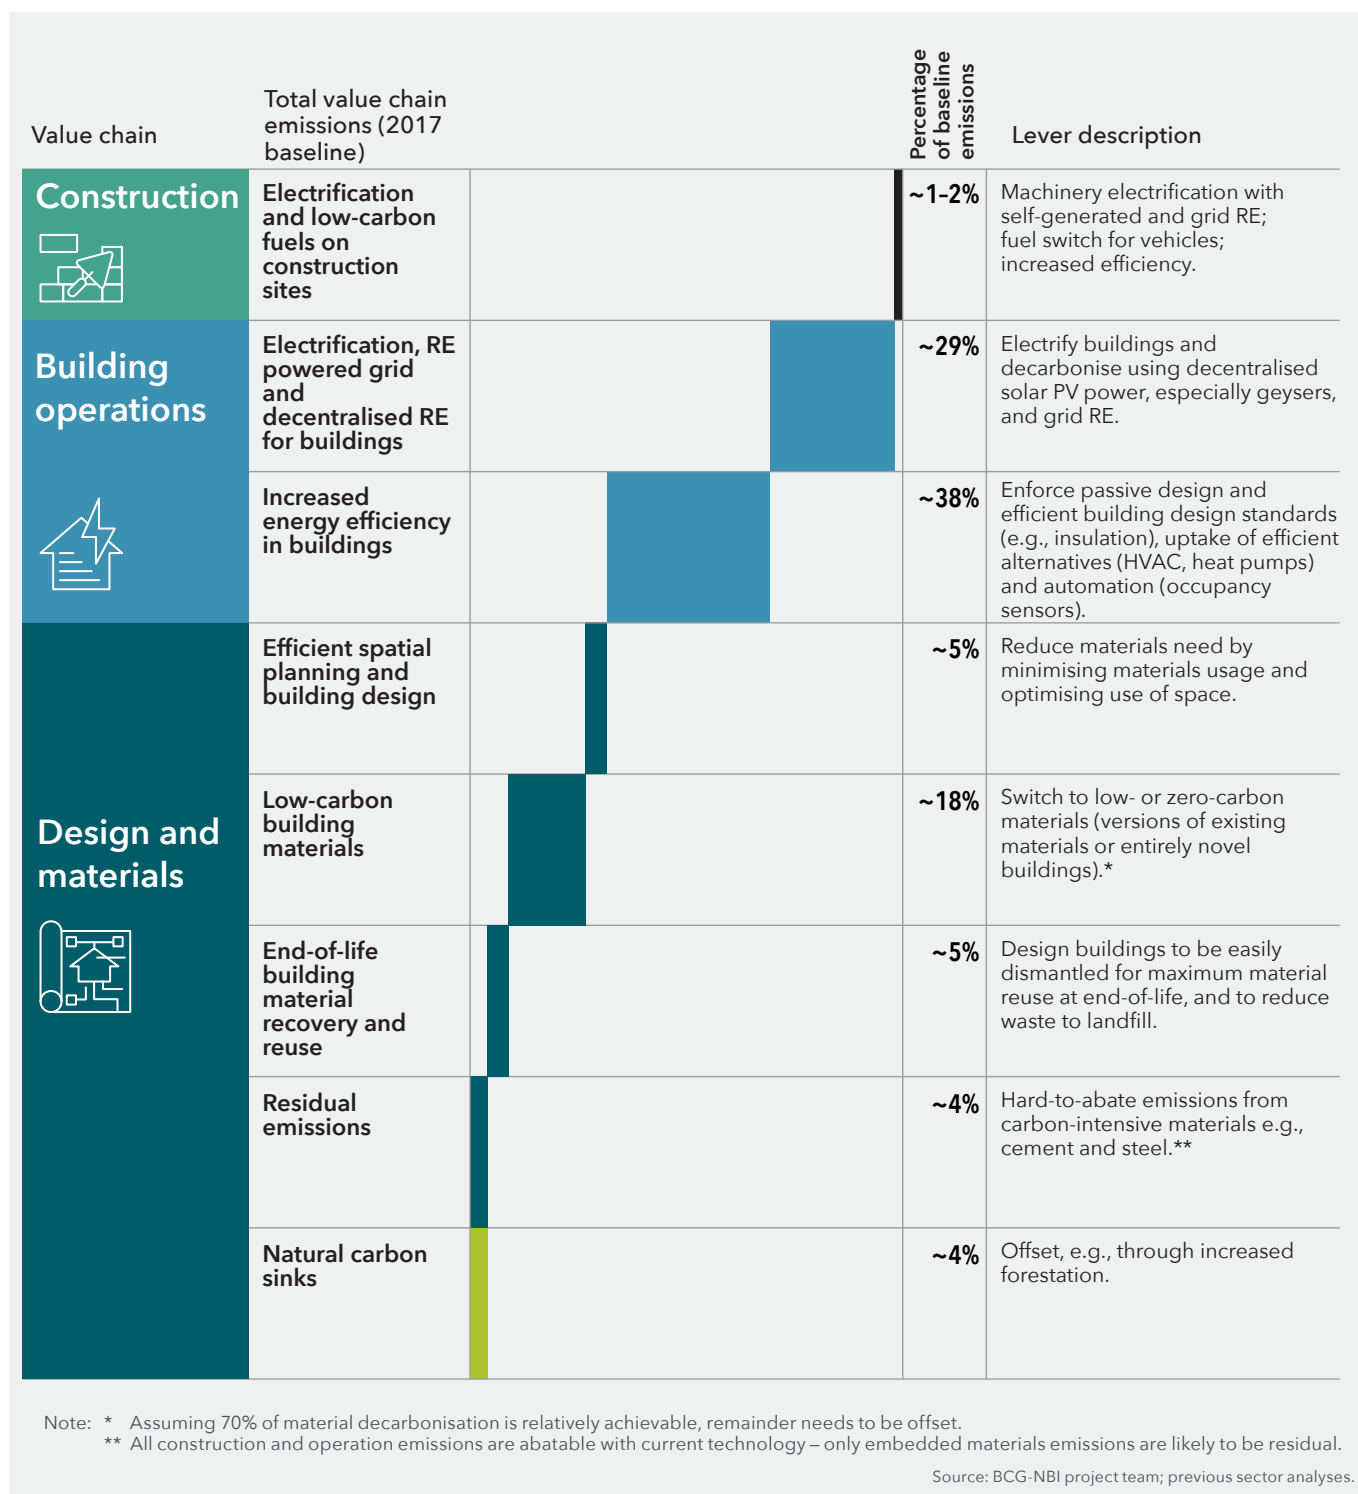 Value chain
Total value chain
emissions (2017
baseline)
Percentage
of baseline
emissions
Lever description
Construction
Electrification
and low-carbon
fuels on
construction
sites
~1–2%
Machinery electrification with
self-generated and grid RE;
fuel switch for vehicles;
increased efficiency.
Building
operations
Electrification, RE
powered grid
and
decentralised RE
for buildings
~29%
Electrify buildings and
decarbonise using decentralised
solar PV power, especially geysers,
and grid RE.
Increased
energy efficiency
in buildings
~38%
Enforce passive design and
efficient building design standards
(e.g., insulation), uptake of efficient
alternatives (HVAC, heat pumps)
and automation (occupancy
sensors).
Design and
materials
Efficient spatial
planning and
building design
~5%
Reduce materials need by
minimising materials usage and
optimising use of space.
Low-carbon
building
materials
~18%
Switch to low- or zero-carbon
materials (versions of existing
materials or entirely novel
buildings).*
End-of-life
building
material
recovery and
reuse
~5%
Design buildings to be easily
dismantled for maximum material
reuse at end-of-life, and to reduce
waste to landfill.
Residual
emissions
~4%
Hard-to-abate emissions from
carbon-intensive materials e.g.,
cement and steel.**
Natural carbon
sinks
~4%
Offset, e.g., through increased
forestation.
Note: * Assuming 70% of material decarbonisation is relatively achievable, remainder needs to be offset.
** All construction and operation emissions are abatable with current technology – only embedded materials emissions are likely to be residual.
Source: BCG-NBI project team; previous sector analyses.